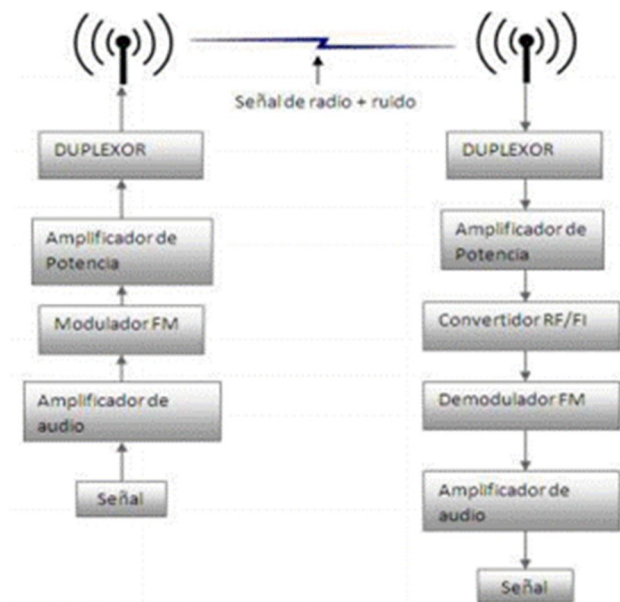 Señal de radio + ruido
DUPLEXOR
Amplificador de
Potencia
Modulador FM
Amplificador de
audio
Señal
DUPLEXOR
Amplificador de
Potencia
Convertidor RF/FI
Demodulador FM
Amplificador de
audio
Señal